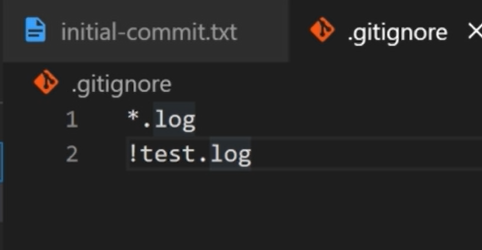 initial-commit.txt .gitignore
.gitignore
1 *.log
2 !test.log